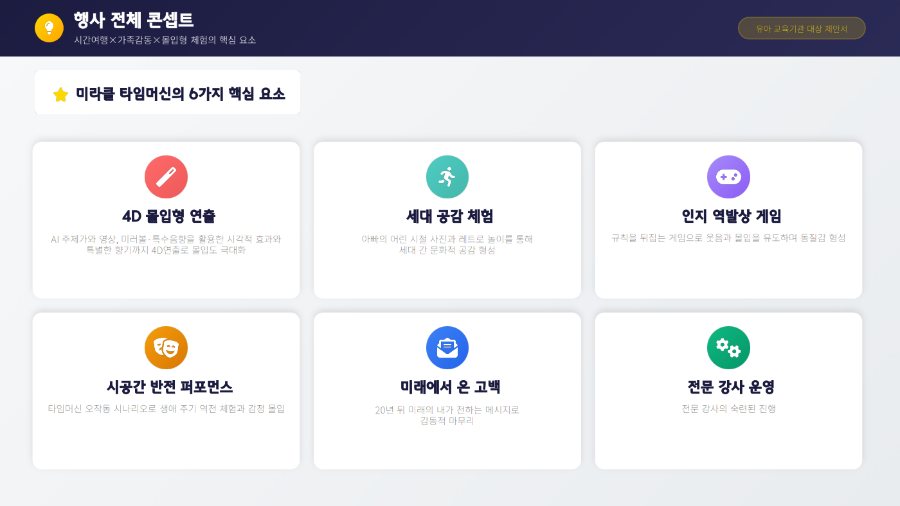 행사 전체 콘셉트
시간여행×가족감동×몰입형 체험의 핵심 요소
유아 교육기관 대상 제안서
미라클 타임머신의 6가지 핵심 요소
4D 몰입형 연출
AI 주제가와 영상, 미러볼·특수음향을 활용한 시각적 효과와
특별한 향기까지 4D연출로 몰입도 극대화
세대 공감 체험
아빠의 어린 시절 사진과 레트로 놀이를 통해
세대 간 문화적 공감 형성
인지 역발상 게임
규칙을 뒤집는 게임으로 웃음과 몰입을 유도하며 동질감 형성
시공간 반전 퍼포먼스
타임머신 오작동 시나리오로 생애 주기 역전 체험과 감정 몰입
미래에서 온 고백
20년 뒤 미래의 내가 전하는 메시지로
감동적 마무리
전문 강사 운영
전문 강사의 숙련된 진행